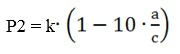 P2 = k· (1 − 10 · a/c)